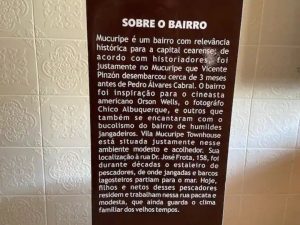 SOBRE O BAIRRO
Mucuripe é um bairro com relevância
histórica para a capital cearense, de
acordo com historiadores, foi
justamente no Mucuripe que Vicente
Pinzón desembarcou cerca de 3 meses
antes de Pedro Álvares Cabral. O bairro
foi inspiração para o cineasta
americano Orson Wells, o fotógrafo
Chico Albuquerque, e outros que
também se encantaram com o
bucolismo do bairro de humildes
jangadeiros. Vila Mucuripe Townhouse
está situada justamente nesse
ambiente modesto e acolhedor. Sua
localização à rua Dr. José Frota, 158, foi
durante décadas o estaleiro de
pescadores, de onde jangadas e barcos
lagosteiros partiam para o mar. Hoje,
filhos e netos desses pescadores
residem e trabalham nessa rua pacata e
modesta, que ainda guarda o clima
familiar dos velhos tempos.